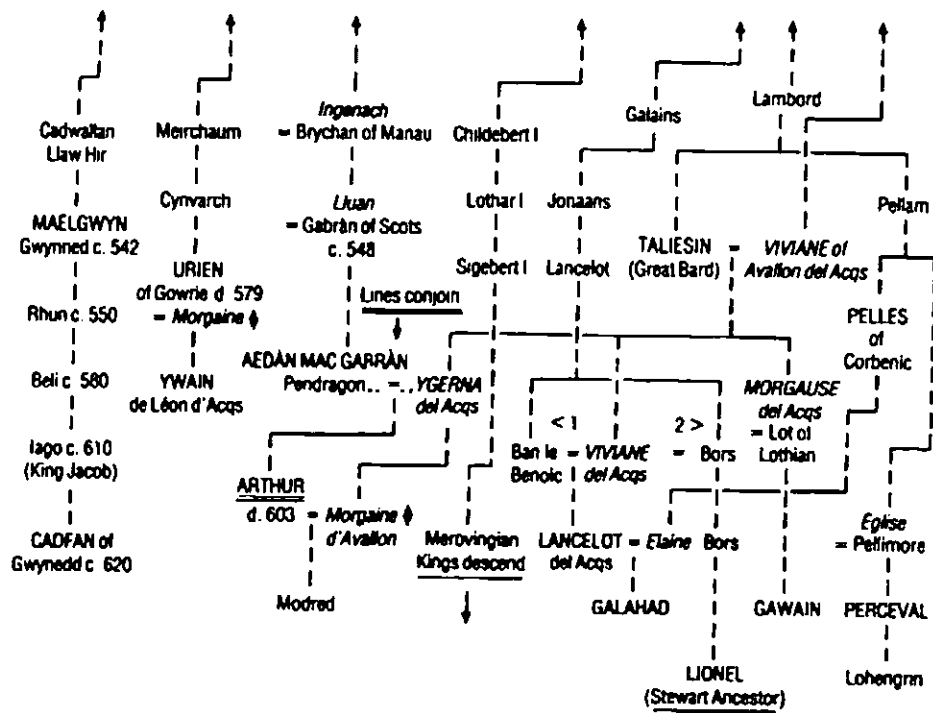 Cadwallan
Llaw Hir
MAELGWYN
Gwynned c. 542
Rhun c. 550
Beli c. 580
Iago c. 610
(King Jacob)
CADFAN of
Gwynedd c 620
Meirchaum
Cynvarch
URIEN
of Gowrie d 579
= Morgaine ♦
YWAIN
de Léon d'Acqs
Ingenach
= Brychan of Manau
Lluan
= Gabràn of Scots
c. 548
Lines conjoin
AEDÀN MAC GABRÀN
Pendragon.. = .. YGERNA
del Acqs
ARTHUR
d. 603 = Morgaine ♦
d'Avallon
Modred
Childebert I
Lothar I
Sigebert I
Merovingian
Kings descend
Galains
Jonaans
Lancelot
Lambord
TALIESIN = VIVIANE of
(Great Bard) Avallon del Acqs
Pellam
PELLES
of
Corbenic
MORGAUSE
del Acqs
= Lot of
Lothian
< 1 2 >
Ban le = VIVIANE = Bors
Benoic del Acqs
LANCELOT = Elaine Bors
del Acqs
Eglise
= Pellimore
GALAHAD GAWAIN PERCEVAL
LIONEL
(Stewart Ancestor)
Lohengrin